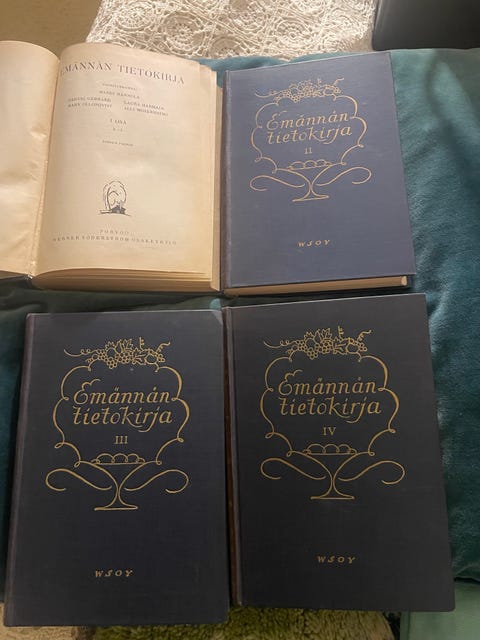 EMÄNNÄN TIETOKIRJA
I OSA
PORVOO
WERNER SÖDERSTRÖM OSAKEYHTIÖ
Emännän
tietokirja
II
WSOY
Emännän
tietokirja
III
WSOY
Emännän
tietokirja
IV
WSOY